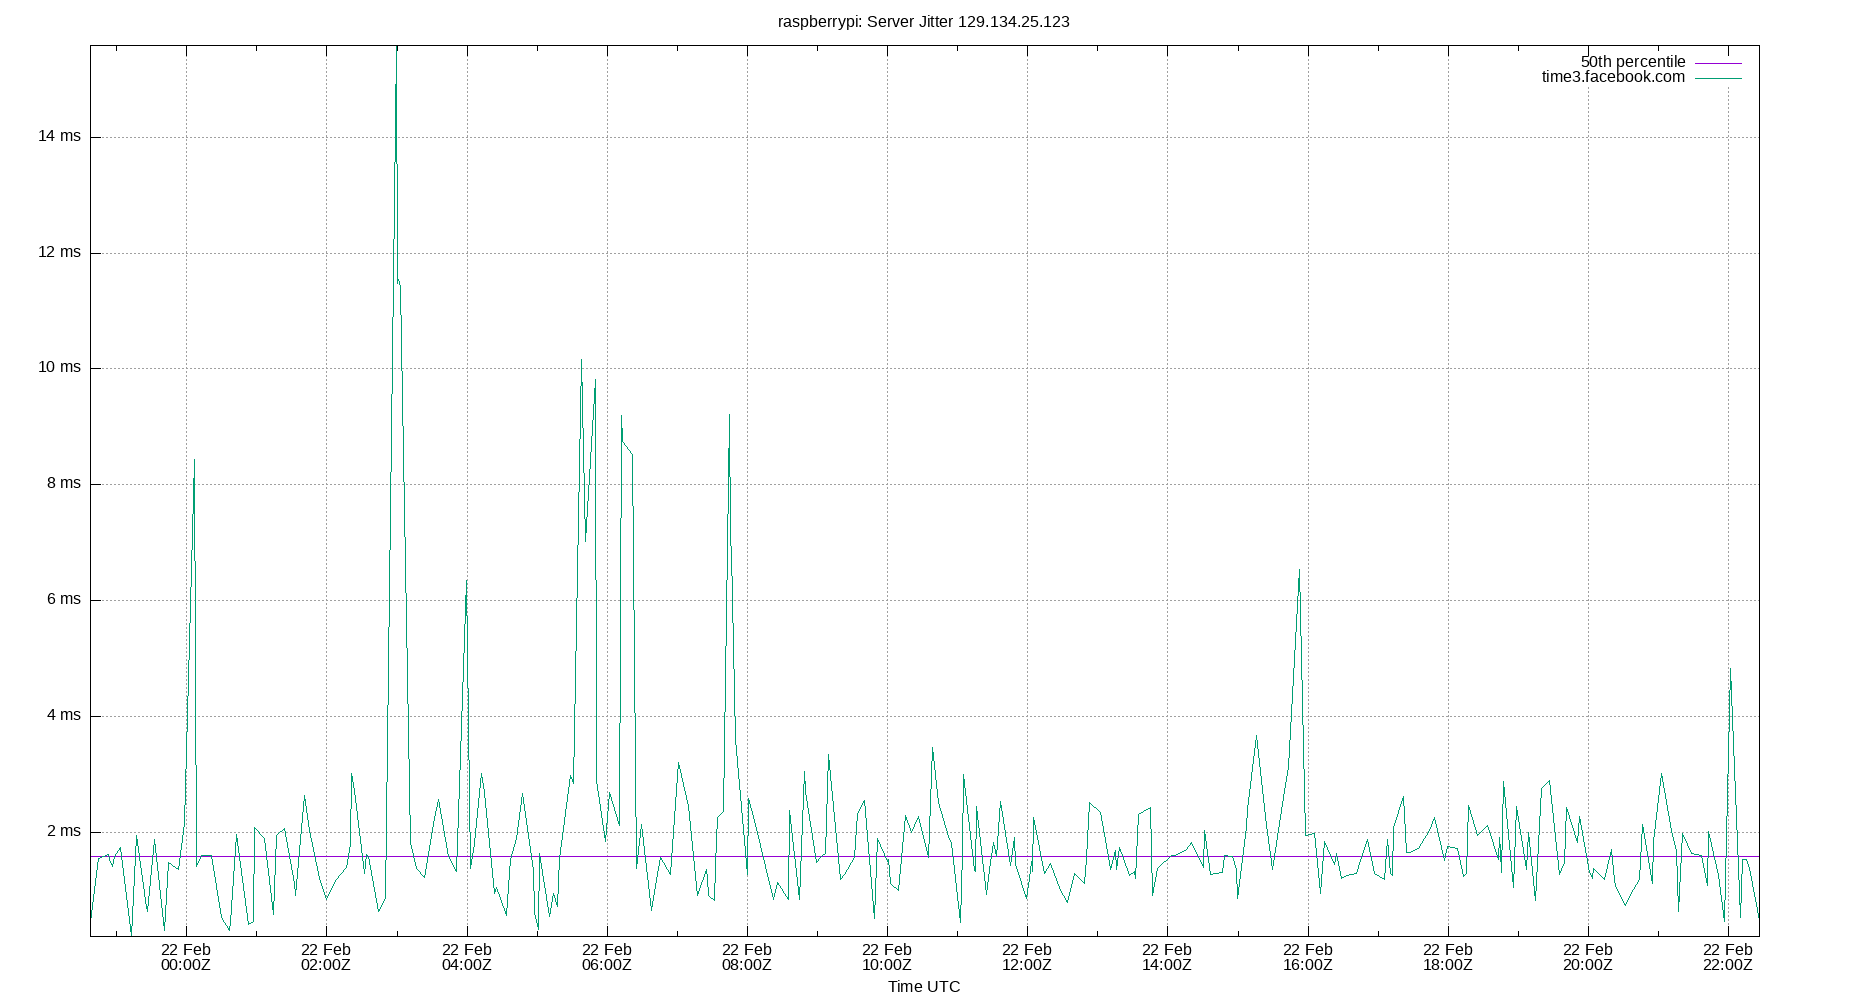 raspberrypi: Server Jitter 129.134.25.123
50th percentile
time3.facebook.com
14 ms
12 ms
10 ms
8 ms
6 ms
4 ms
2 ms
22 Feb 22 Feb 22 Feb 22 Feb 22 Feb 22 Feb 22 Feb 22 Feb 22 Feb 22 Feb 22 Feb 22 Feb
00:00Z 02:00Z 04:00Z 06:00Z 08:00Z 10:00Z 12:00Z 14:00Z 16:00Z 18:00Z 20:00Z 22:00Z
Time UTC